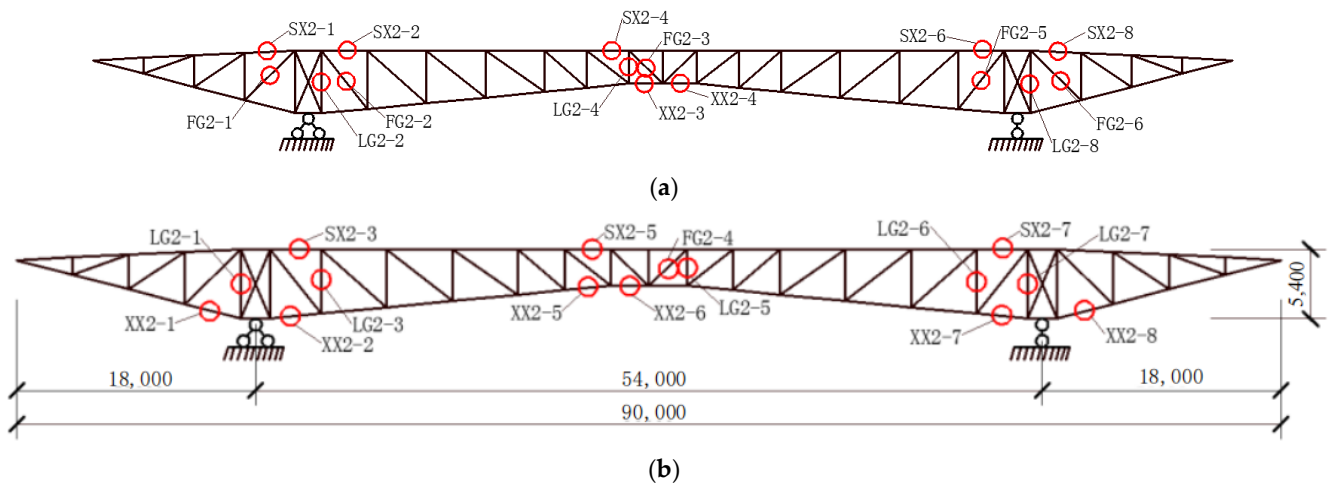 SX2-1 SX2-2 SX2-4 FG2-3 SX2-6 FG2-5 SX2-8
FG2-1 LG2-2 FG2-2 LG2-4 XX2-3 XX2-4 LG2-8 FG2-6
(a)
LG2-1 SX2-3 SX2-5 FG2-4 LG2-6 SX2-7 LG2-7
XX2-1 XX2-2 LG2-3 XX2-5 XX2-6 LG2-5 XX2-7 XX2-8
5,400
18,000 54,000 18,000
90,000
(b)